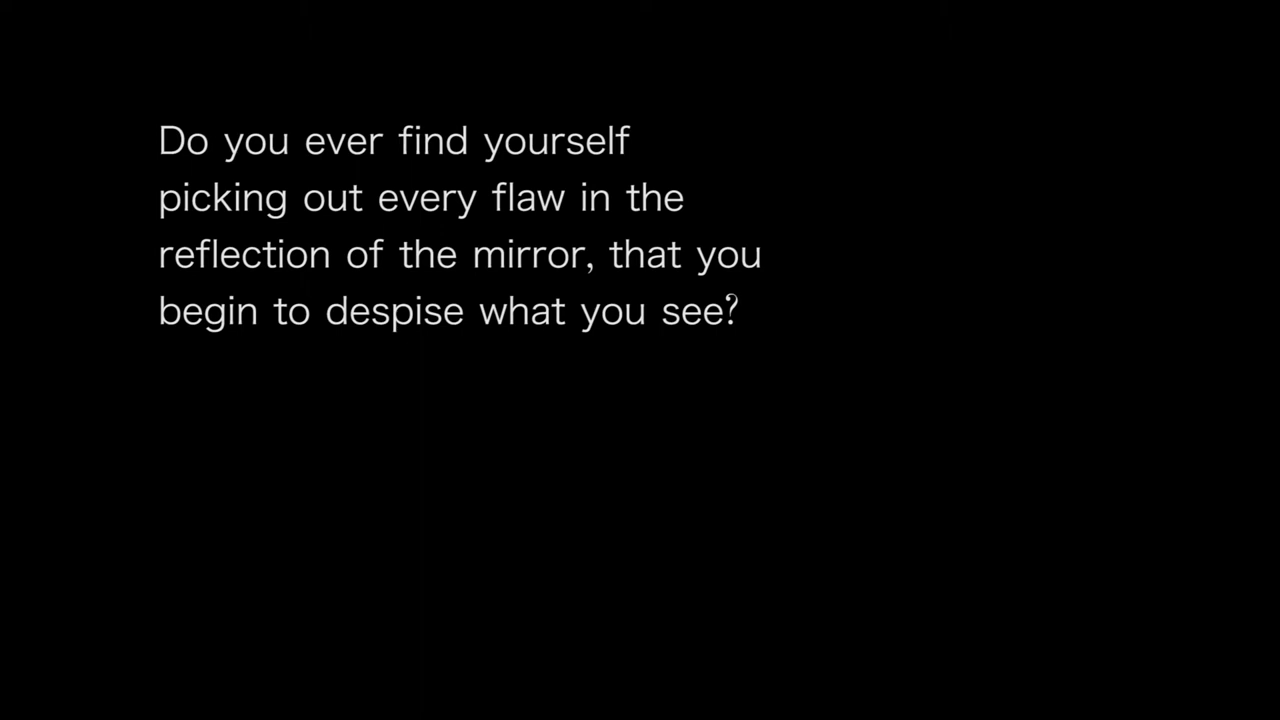 Do you ever find yourself
picking out every flaw in the
reflection of the mirror, that you
begin to despise what you see?